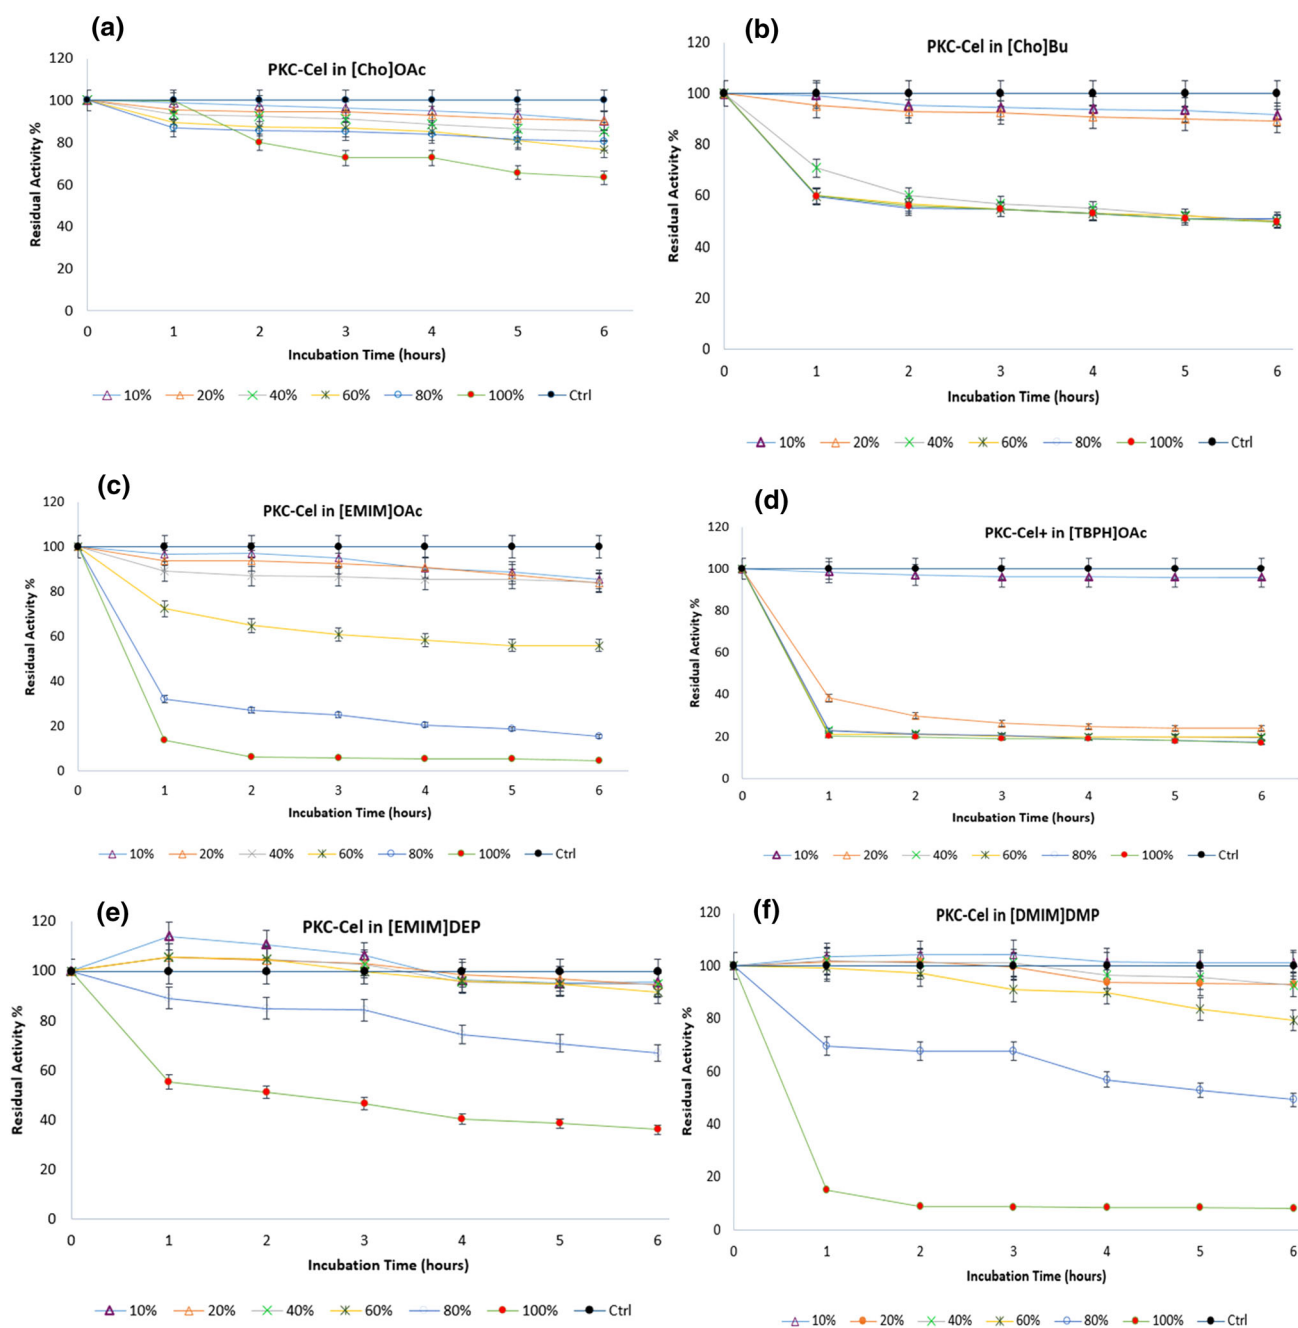 (a)
PKC-Cel in [Cho]OAc
120
100
80
60
40
20
0
Residual Activity %
0 1 2 3 4 5 6
Incubation Time (hours)
10% 20% 40% 60% 80% 100% Ctrl
(b)
PKC-Cel in [Cho]Bu
120
100
80
60
40
20
0
Residual Activity %
0 1 2 3 4 5 6
Incubation Time (hours)
10% 20% 40% 60% 80% 100% Ctrl
(c)
PKC-Cel in [EMIM]OAc
120
100
80
60
40
20
0
Residual Activity %
0 1 2 3 4 5 6
Incubation Time (hours)
10% 20% 40% 60% 80% 100% Ctrl
(d)
PKC-Cel+ in [TBPH]OAc
120
100
80
60
40
20
0
Residual Activity %
0 1 2 3 4 5 6
Incubation Time (hours)
10% 20% 40% 60% 80% 100% Ctrl
(e)
PKC-Cel in [EMIM]DEP
120
100
80
60
40
20
0
Residual Activity %
0 1 2 3 4 5 6
Incubation Time (hours)
10% 20% 40% 60% 80% 100% Ctrl
(f)
PKC-Cel in [DMIM]DMP
120
100
80
60
40
20
0
Residual Activity %
0 1 2 3 4 5 6
Incubation Time (hours)
10% 20% 40% 60% 80% 100% Ctrl